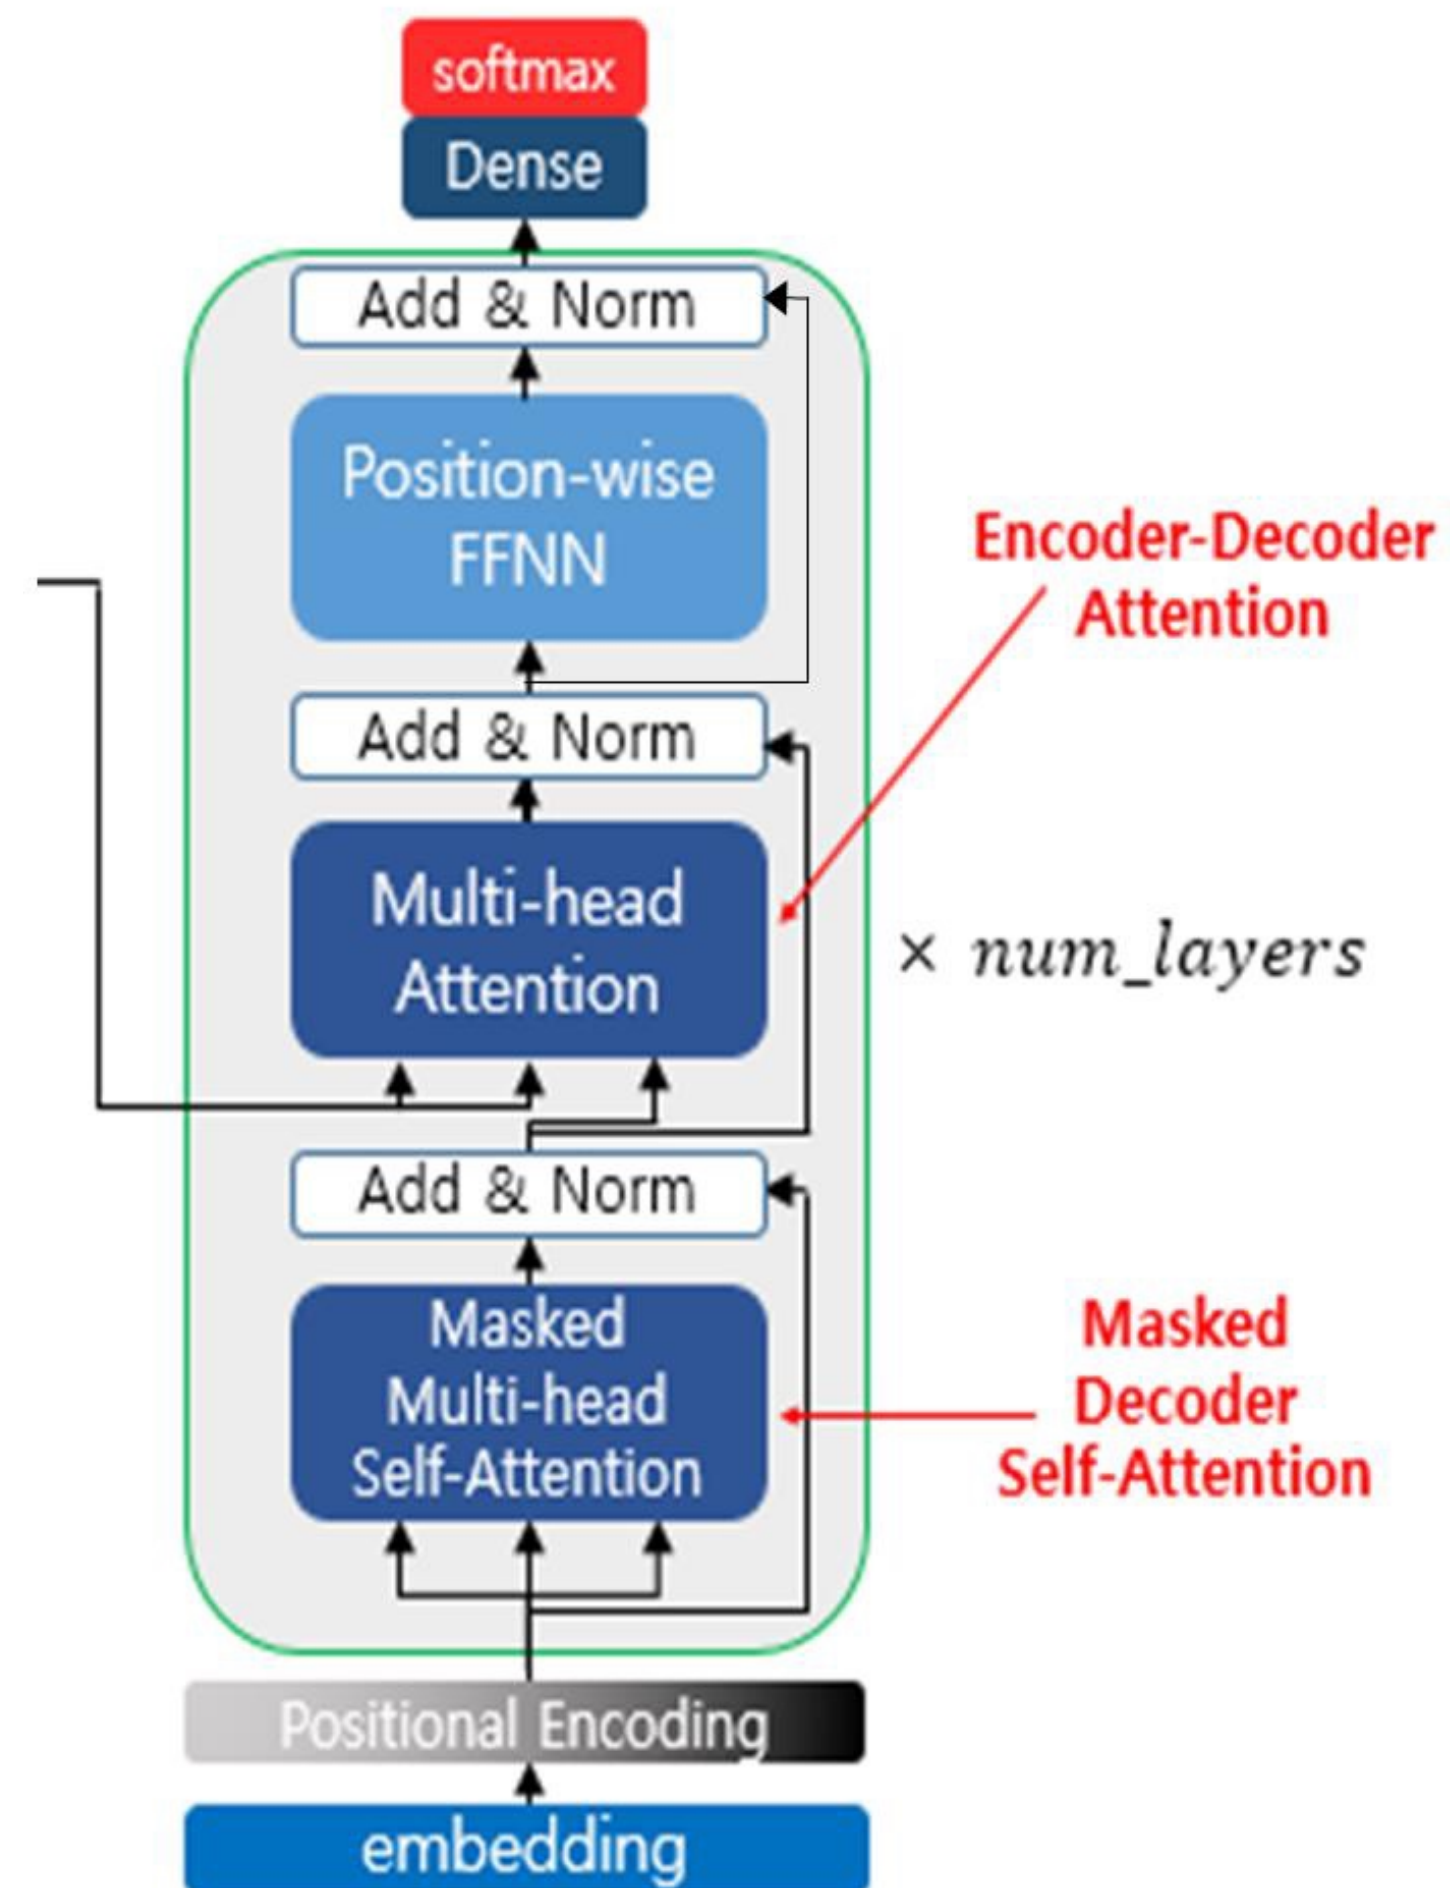 softmax
Dense
Add & Norm
Position-wise
FFNN
Encoder-Decoder
Attention
Add & Norm
Multi-head
Attention
× num_layers
Add & Norm
Masked
Multi-head
Self-Attention
Masked
Decoder
Self-Attention
Positional Encoding
embedding